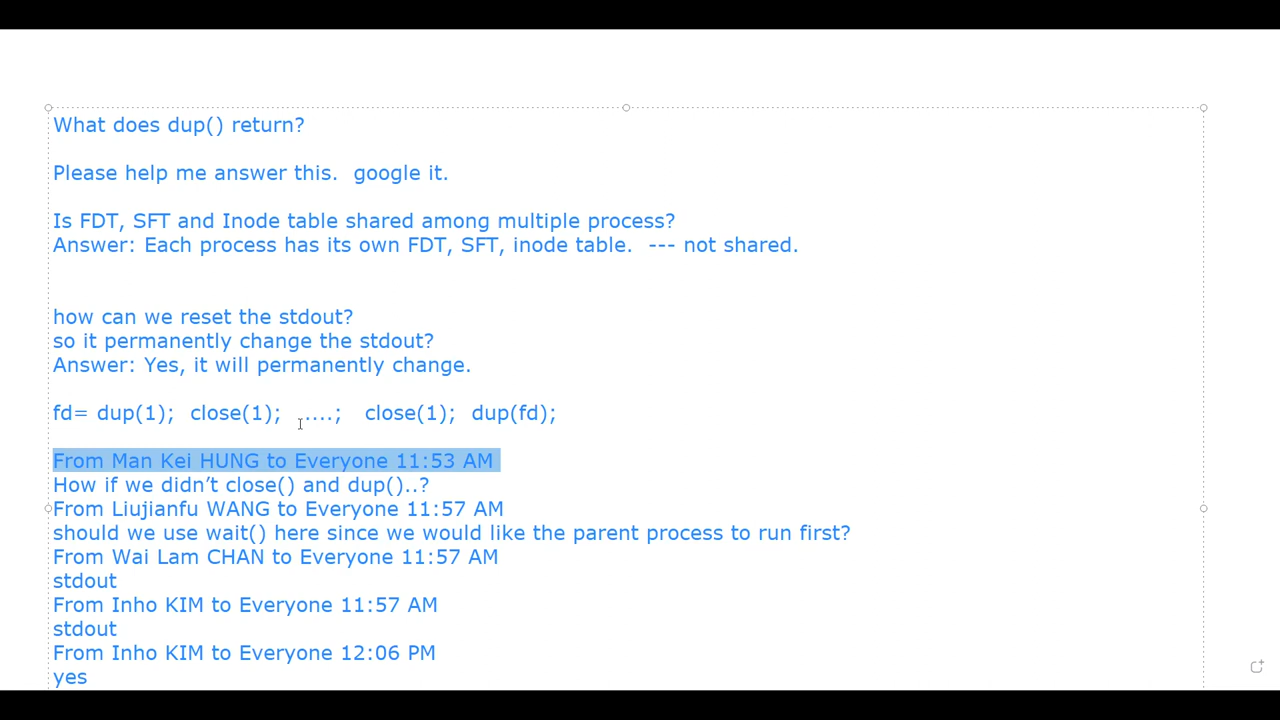 What does dup() return?
Please help me answer this.  google it.
Is FDT, SFT and Inode table shared among multiple process?
Answer: Each process has its own FDT, SFT, inode table.  --- not shared.
how can we reset the stdout?
so it permanently change the stdout?
Answer: Yes, it will permanently change.
fd= dup(1);  close(1);  .....;   close(1);  dup(fd);
From Man Kei HUNG to Everyone 11:53 AM
How if we didn’t close() and dup()..?
From Liujianfu WANG to Everyone 11:57 AM
should we use wait() here since we would like the parent process to run first?
From Wai Lam CHAN to Everyone 11:57 AM
stdout
From Inho KIM to Everyone 11:57 AM
stdout
From Inho KIM to Everyone 12:06 PM
yes